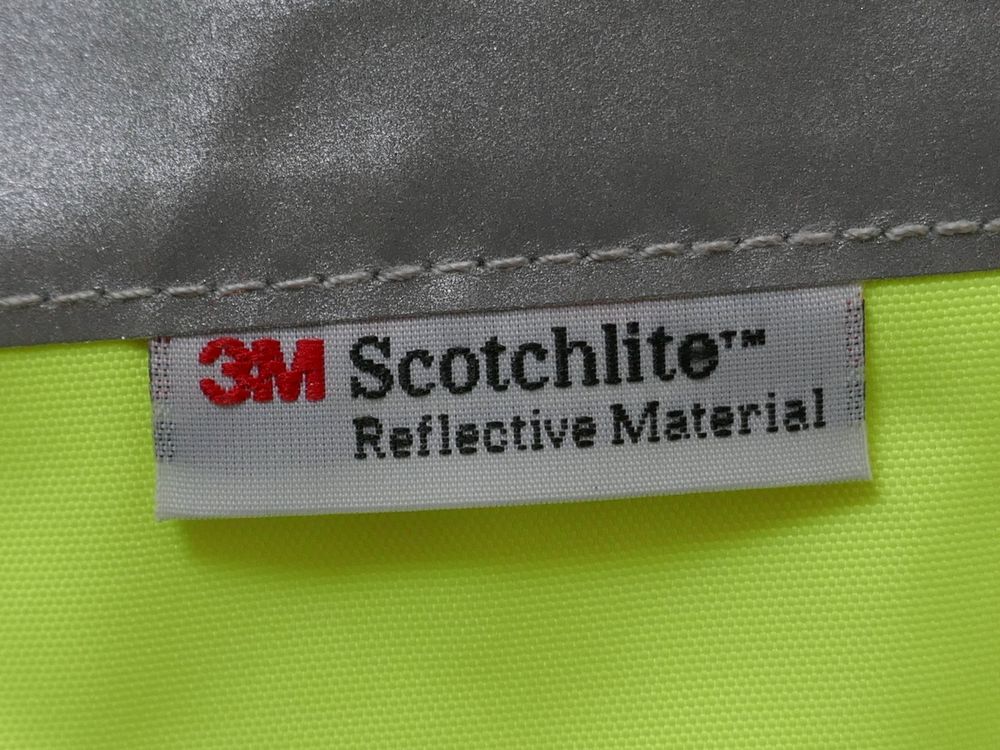 3M Scotchlite™
Reflective Material